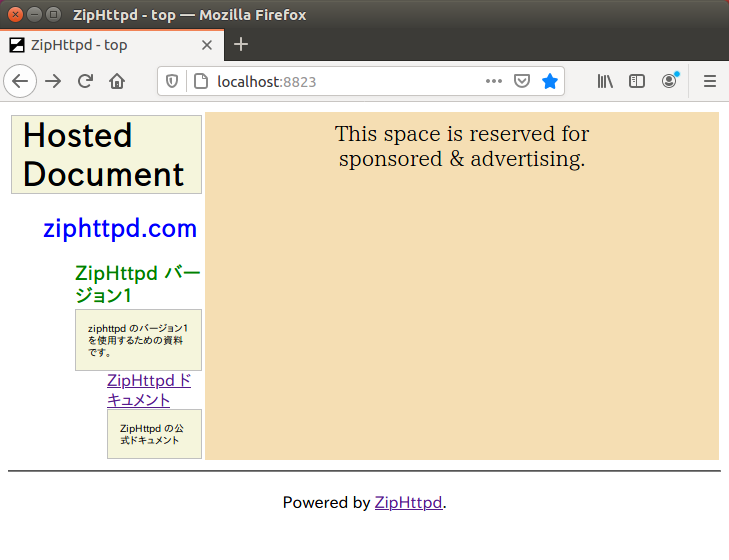 ZipHttpd - top — Mozilla Firefox
ZipHttpd - top
localhost:8823
Hosted
Document
ziphttpd.com
ZipHttpd バー
ジョン1
ziphttpd のバージョン1
を使用するための資料
です。
ZipHttpd ド
キュメント
ZipHttpd の公
式ドキュメント
This space is reserved for
sponsored & advertising.
Powered by ZipHttpd.